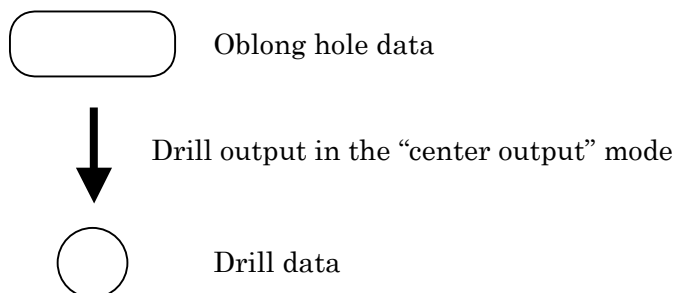 Oblong hole data
Drill output in the “center output” mode
Drill data